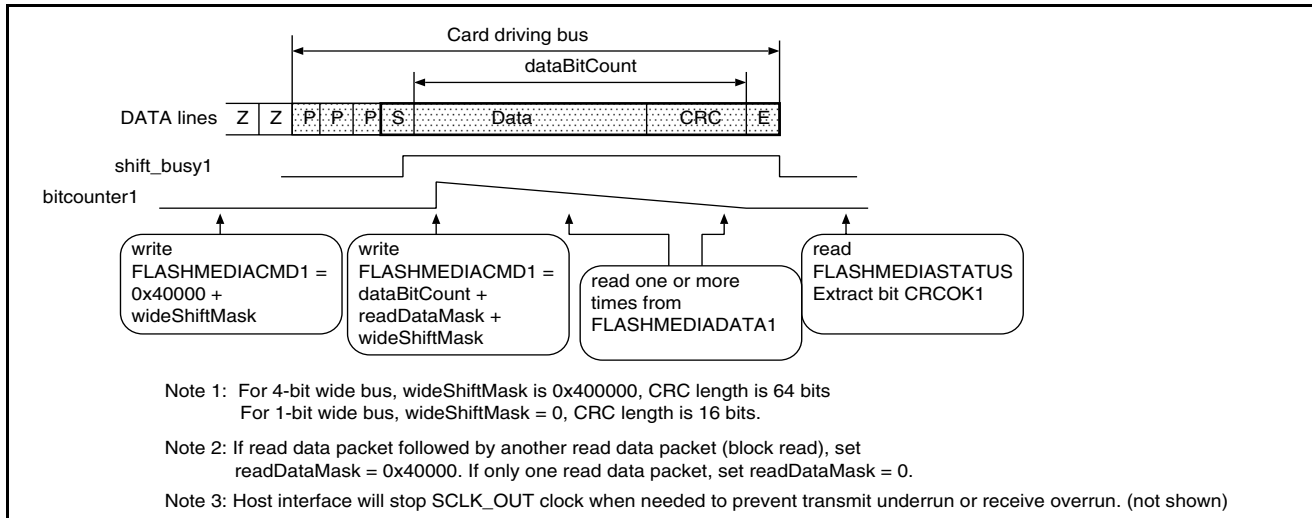 Card driving bus
dataBitCount
DATA lines Z Z P P P S Data CRC E
shift_busy1
bitcounter1
write
FLASHMEDIACMD1 =
0x40000 +
wideShiftMask
write
FLASHMEDIACMD1 =
dataBitCount +
readDataMask +
wideShiftMask
read one or more
times from
FLASHMEDIADATA1
read
FLASHMEDIASTATUS
Extract bit CRCOK1
Note 1: For 4-bit wide bus, wideShiftMask is 0x400000, CRC length is 64 bits
For 1-bit wide bus, wideShiftMask = 0, CRC length is 16 bits.
Note 2: If read data packet followed by another read data packet (block read), set
readDataMask = 0x40000. If only one read data packet, set readDataMask = 0.
Note 3: Host interface will stop SCLK_OUT clock when needed to prevent transmit underrun or receive overrun. (not shown)